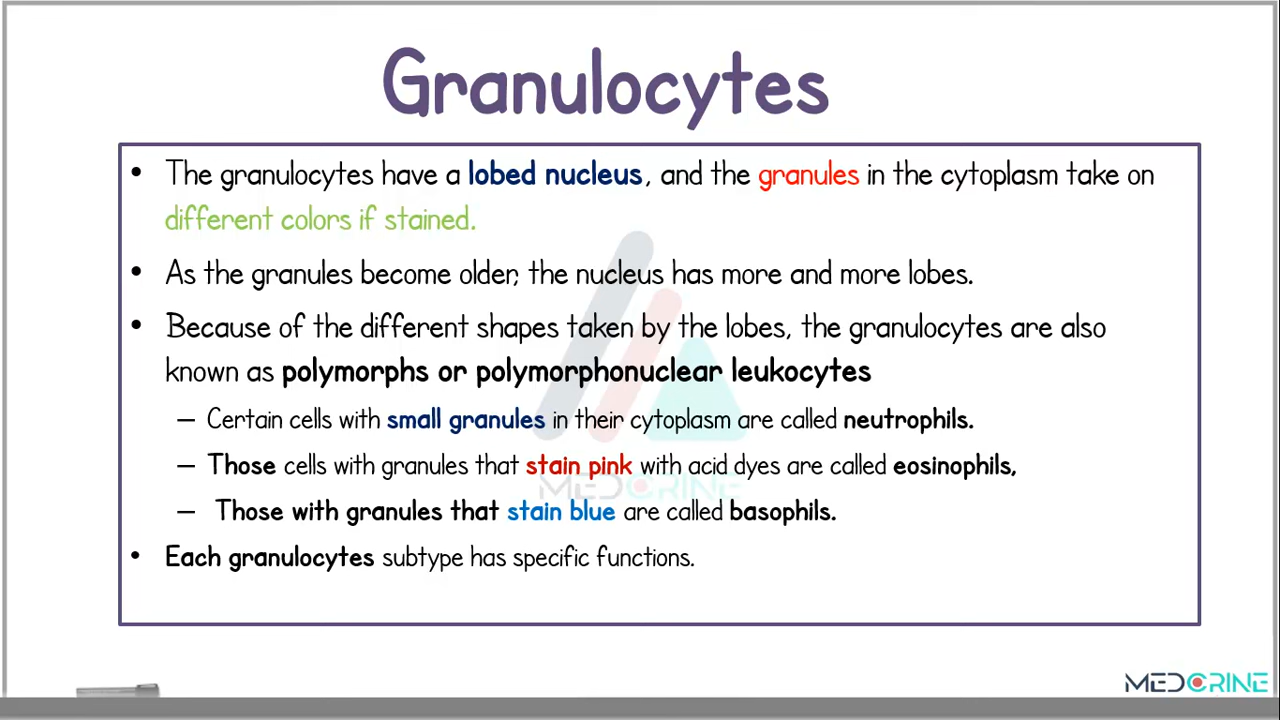 Granulocytes
• The granulocytes have a lobed nucleus, and the granules in the cytoplasm take on
different colors if stained.
• As the granules become older, the nucleus has more and more lobes.
• Because of the different shapes taken by the lobes, the granulocytes are also
known as polymorphs or polymorphonuclear leukocytes
– Certain cells with small granules in their cytoplasm are called neutrophils.
– Those cells with granules that stain pink with acid dyes are called eosinophils,
– Those with granules that stain blue are called basophils.
• Each granulocytes subtype has specific functions.
MEDCRINE
MEDCRINE